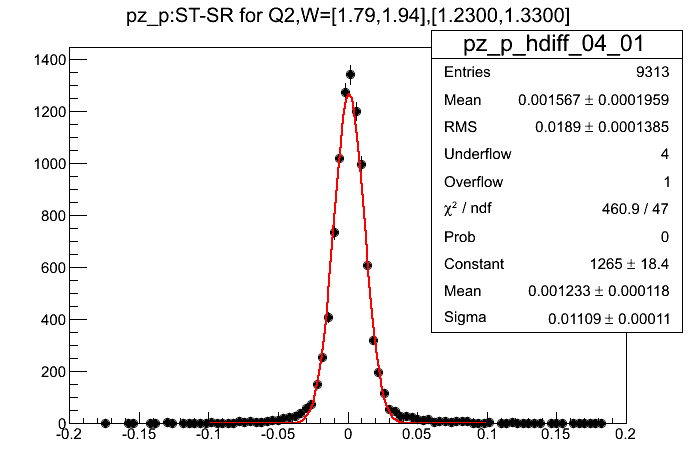 pz_p:ST-SR for Q2,W=[1.79,1.94],[1.2300,1.3300]
pz_p_hdiff_04_01
Entries 9313
Mean 0.001567 ± 0.0001959
RMS 0.0189 ± 0.0001385
Underflow 4
Overflow 1
χ² / ndf 460.9 / 47
Prob 0
Constant 1265 ± 18.4
Mean 0.001233 ± 0.000118
Sigma 0.01109 ± 0.00011
1400
1200
1000
800
600
400
200
0
-0.2 -0.15 -0.1 -0.05 0 0.05 0.1 0.15 0.2